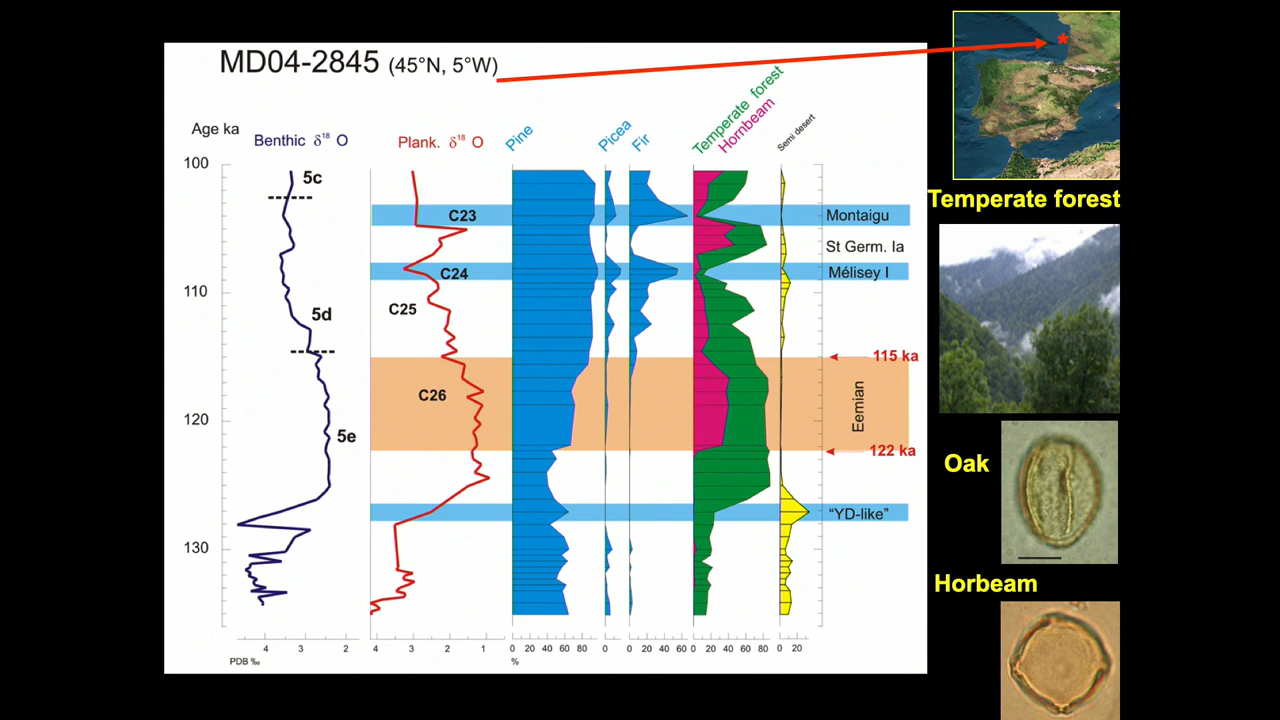 MD04-2845 (45°N, 5°W)
Age ka
Benthic δ¹⁸ O
Plank. δ¹⁸ O
Pine
Picea
Fir
Temperate forest
Hornbeam
Semi desert
100
110
120
130
5c
5d
5e
C23
C24
C25
C26
Montaigu
St Germ. Ia
Mélisey I
115 ka
Eemian
122 ka
“YD-like”
4 3 2
PDB ‰
4 3 2 1
0 20 40 60 80
%
0
0 20 40 60
0 20 40 60 80
0 20
Temperate forest
Oak
Horbeam